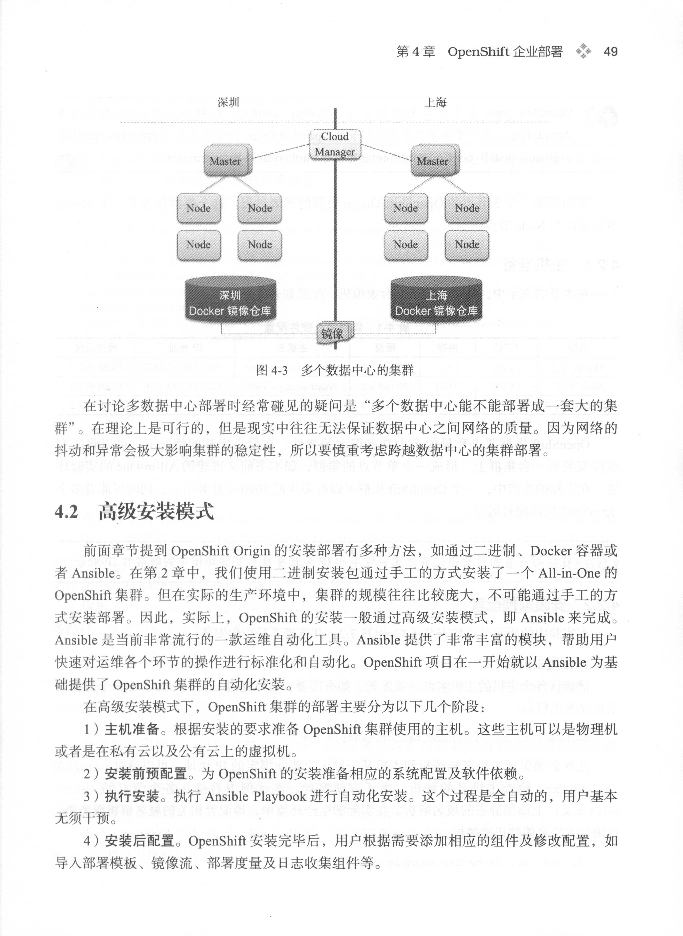 第 4 章 OpenShift 企业部署 49
深圳 上海
Cloud
Manager
Master Master
Node Node Node Node
Node Node Node Node
深圳 上海
Docker 镜像仓库 Docker 镜像仓库
镜像
图 4-3 多个数据中心的集群
在讨论多数据中心部署时经常碰见的疑问是“多个数据中心能不能部署成一套大的集
群”。在理论上是可行的，但是现实中往往无法保证数据中心之间网络的质量。因为网络的
抖动和异常会极大影响集群的稳定性，所以要慎重考虑跨越数据中心的集群部署。
4.2 高级安装模式
前面章节提到 OpenShift Origin 的安装部署有多种方法，如通过二进制、Docker 容器或
者 Ansible。在第 2 章中，我们使用二进制安装包通过手工的方式安装了一个 All-in-One 的
OpenShift 集群。但在实际的生产环境中，集群的规模往往比较庞大，不可能通过手工的方
式安装部署。因此，实际上，OpenShift 的安装一般通过高级安装模式，即 Ansible 来完成。
Ansible 是当前非常流行的一款运维自动化工具。Ansible 提供了非常丰富的模块，帮助用户
快速对运维各个环节的操作进行标准化和自动化。OpenShift 项目在一开始就以 Ansible 为基
础提供了 OpenShift 集群的自动化安装。
在高级安装模式下，OpenShift 集群的部署主要分为以下几个阶段：
1）主机准备。根据安装的要求准备 OpenShift 集群使用的主机。这些主机可以是物理机
或者是在私有云以及公有云上的虚拟机。
2）安装前预配置。为 OpenShift 的安装准备相应的系统配置及软件依赖。
3）执行安装。执行 Ansible Playbook 进行自动化安装。这个过程是全自动的，用户基本
无须干预。
4）安装后配置。OpenShift 安装完毕后，用户根据需要添加相应的组件及修改配置，如
导入部署模板、镜像流、部署度量及日志收集组件等。